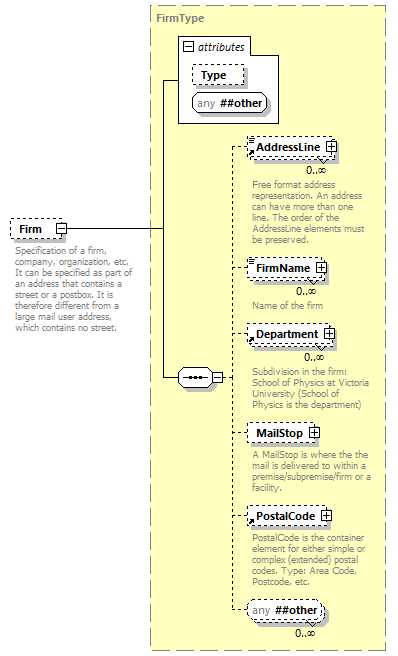 FirmType
attributes
Type
any ##other
AddressLine
0..∞
Free format address
representation. An address
can have more than one
line. The order of the
AddressLine elements must
be preserved.
Firm
Specification of a firm,
company, organization, etc.
It can be specified as part of
an address that contains a
street or a postbox. It is
therefore different from a
large mail user address,
which contains no street.
FirmName
0..∞
Name of the firm
Department
0..∞
Subdivision in the firm:
School of Physics at Victoria
University (School of
Physics is the department)
MailStop
A MailStop is where the the
mail is delivered to within a
premise/subpremise/firm or a
facility.
PostalCode
PostalCode is the container
element for either simple or
complex (extended) postal
codes. Type: Area Code,
Postcode, etc.
any ##other
0..∞